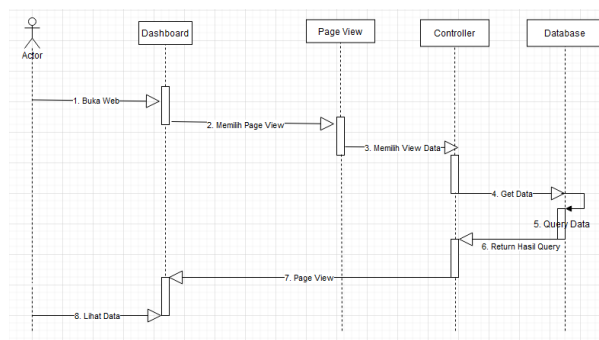 Dashboard
Page View
Controller
Database
Actor
1. Buka Web
2. Memilih Page View
3. Memilih View Data
4. Get Data
5. Query Data
6. Return Hasil Query
7. Page View
8. Lihat Data